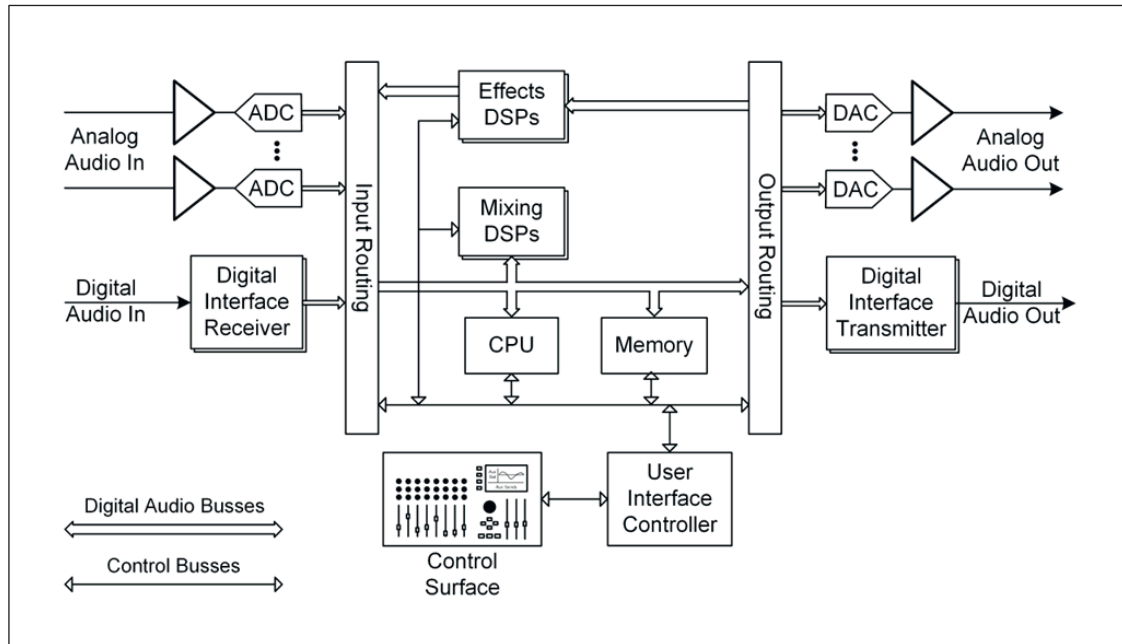 Analog
Audio In
ADC
ADC
Digital
Audio In
Digital
Interface
Receiver
Input Routing
Effects
DSPs
Mixing
DSPs
CPU
Memory
Output Routing
DAC
DAC
Analog
Audio Out
Digital
Interface
Transmitter
Digital
Audio Out
User
Interface
Controller
Control
Surface
Digital Audio Busses
Control Busses